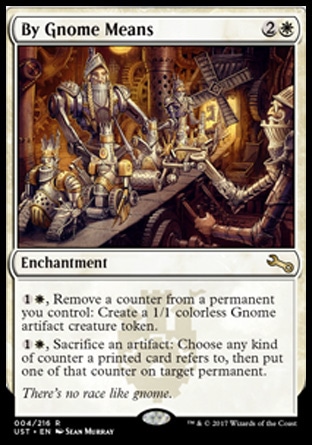 By Gnome Means 2
Enchantment
1, Remove a counter from a permanent
you control: Create a 1/1 colorless Gnome
artifact creature token.
1, Sacrifice an artifact: Choose any kind
of counter a printed card refers to, then put
one of that counter on target permanent.
There's no race like gnome.
004/216 R
UST • EN SEAN MURRAY
™ & © 2017 Wizards of the Coast